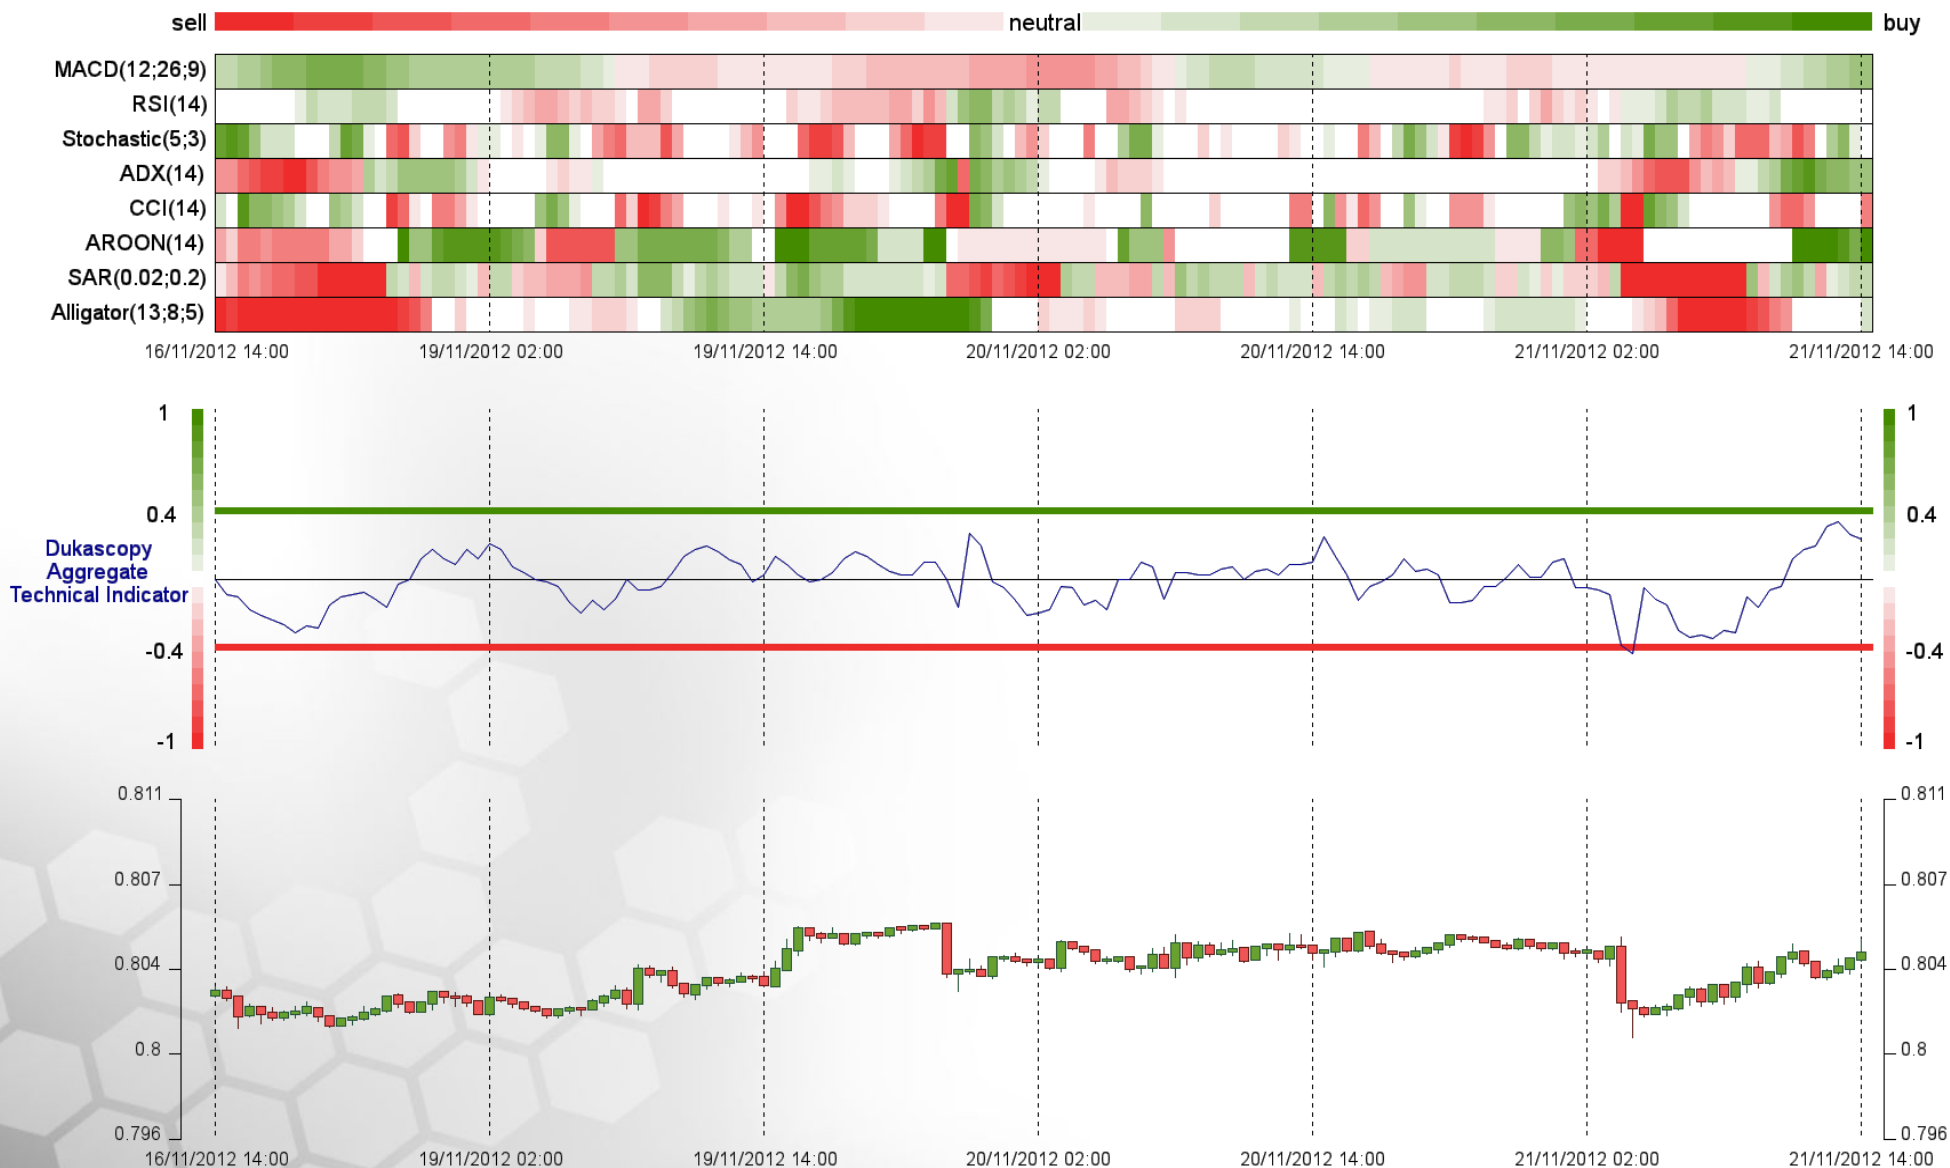 sell neutral buy
MACD(12;26;9)
RSI(14)
Stochastic(5;3)
ADX(14)
CCI(14)
AROON(14)
SAR(0.02;0.2)
Alligator(13;8;5)
16/11/2012 14:00 19/11/2012 02:00 19/11/2012 14:00 20/11/2012 02:00 20/11/2012 14:00 21/11/2012 02:00 21/11/2012 14:00
1 1
0.4 0.4
Dukascopy
Aggregate
Technical Indicator
-0.4 -0.4
-1 -1
0.811 0.811
0.807 0.807
0.804 0.804
0.8 0.8
0.796 0.796
16/11/2012 14:00 19/11/2012 02:00 19/11/2012 14:00 20/11/2012 02:00 20/11/2012 14:00 21/11/2012 02:00 21/11/2012 14:00